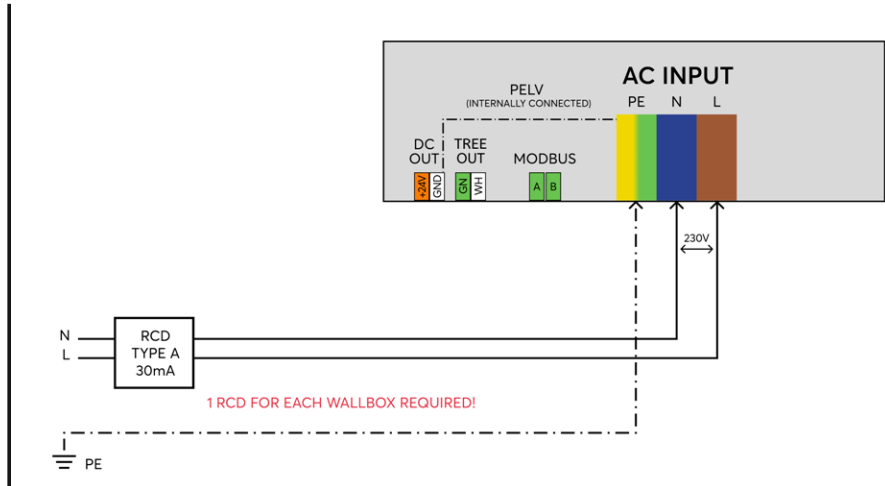 AC INPUT
PELV
(INTERNALLY CONNECTED)
PE N L
DC
OUT
TREE
OUT
MODBUS
+24V GND GN WH A B
230V
N
L
RCD
TYPE A
30mA
1 RCD FOR EACH WALLBOX REQUIRED!
PE